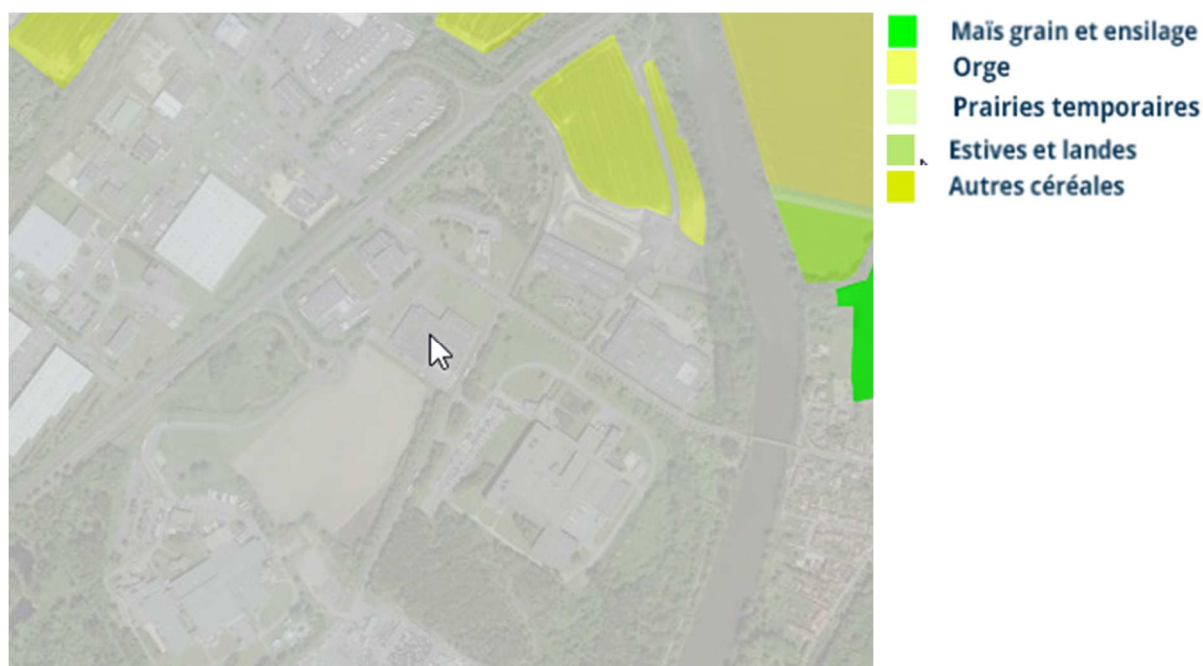 Maïs grain et ensilage
Orge
Prairies temporaires
Estives et landes
Autres céréales